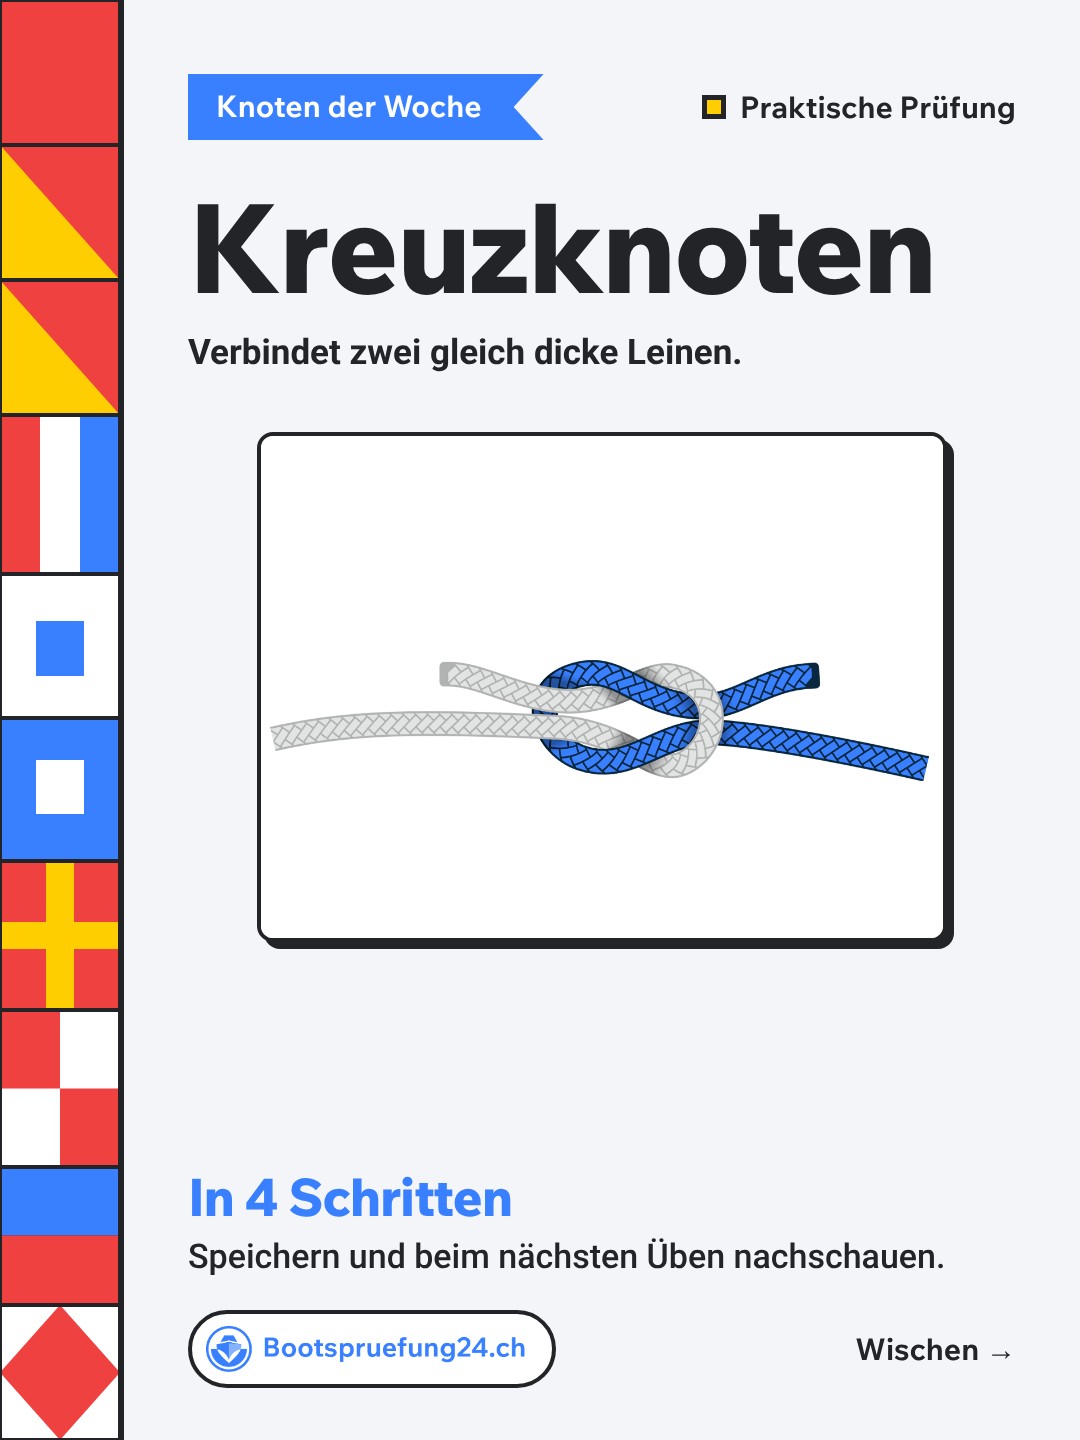 Knoten der Woche
Praktische Prüfung
Kreuzknoten
Verbindet zwei gleich dicke Leinen.
In 4 Schritten
Speichern und beim nächsten Üben nachschauen.
Bootspruefung24.ch
Wischen →